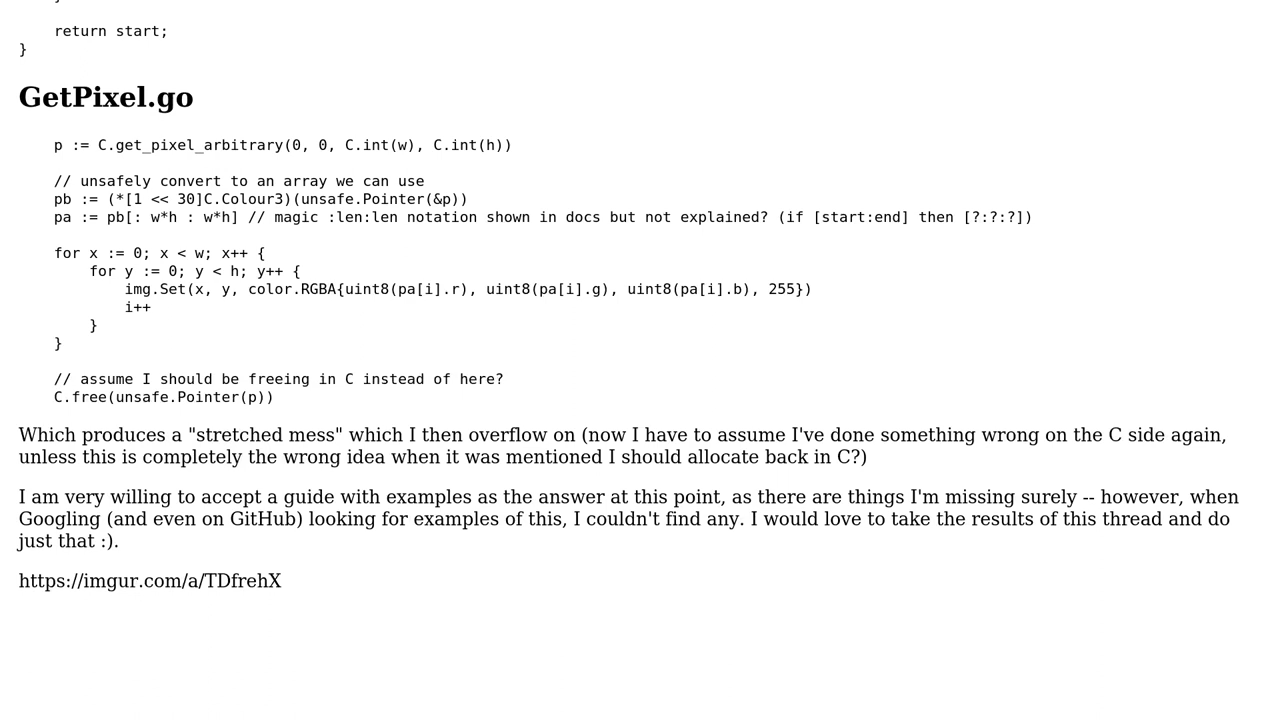 return start;
}
GetPixel.go
p := C.get_pixel_arbitrary(0, 0, C.int(w), C.int(h))
// unsafely convert to an array we can use
pb := (*[1 << 30]C.Colour3)(unsafe.Pointer(&p))
pa := pb[: w*h : w*h] // magic :len:len notation shown in docs but not explained? (if [start:end] then [?:?:?])
for x := 0; x < w; x++ {
for y := 0; y < h; y++ {
img.Set(x, y, color.RGBA{uint8(pa[i].r), uint8(pa[i].g), uint8(pa[i].b), 255})
i++
}
}
// assume I should be freeing in C instead of here?
C.free(unsafe.Pointer(p))
Which produces a "stretched mess" which I then overflow on (now I have to assume I've done something wrong on the C side again,
unless this is completely the wrong idea when it was mentioned I should allocate back in C?)
I am very willing to accept a guide with examples as the answer at this point, as there are things I'm missing surely -- however, when
Googling (and even on GitHub) looking for examples of this, I couldn't find any. I would love to take the results of this thread and do
just that :).
https://imgur.com/a/TDfrehX